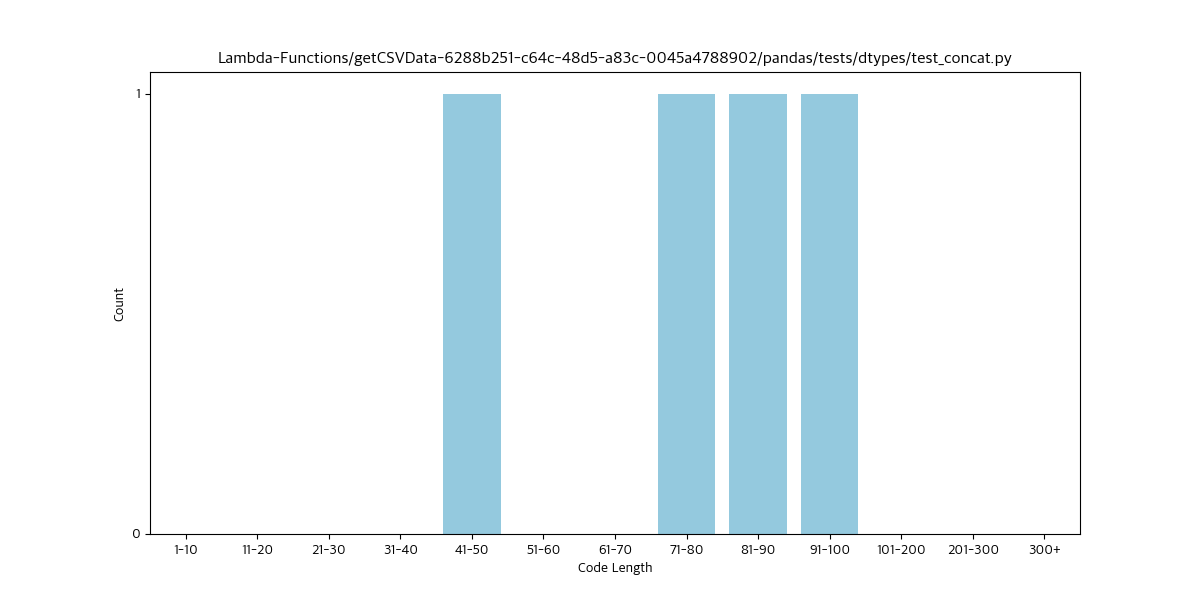 Lambda-Functions/getCSVData-6288b251-c64c-48d5-a83c-0045a4788902/pandas/tests/dtypes/test_concat.py
1
Count
0
1-10 11-20 21-30 31-40 41-50 51-60 61-70 71-80 81-90 91-100 101-200 201-300 300+
Code Length